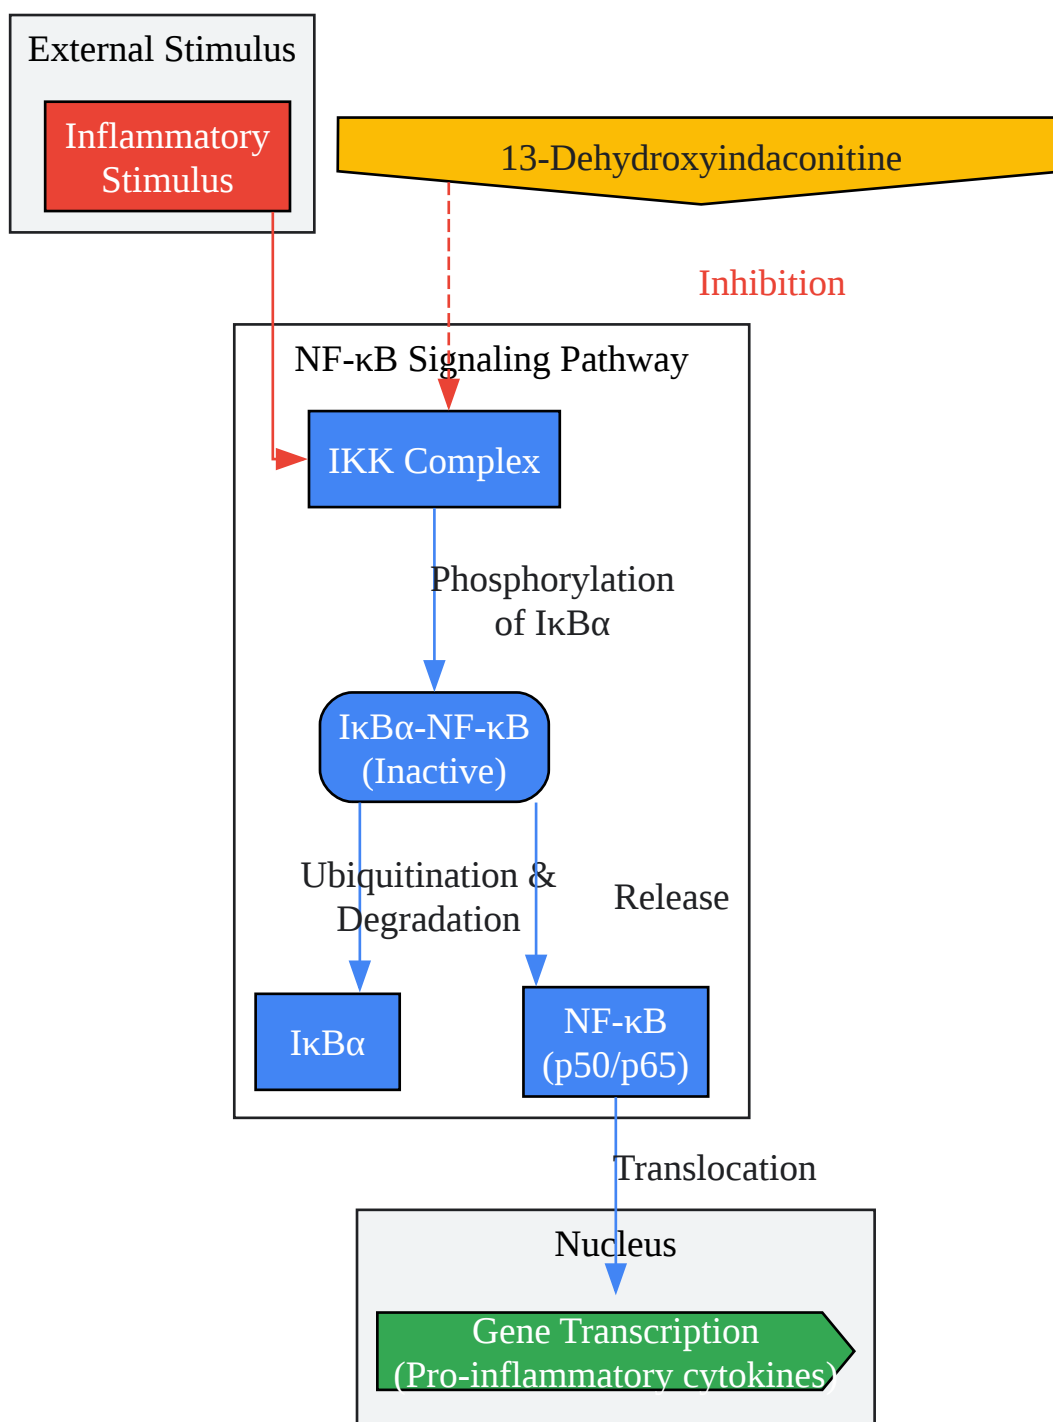 External Stimulus
Inflammatory
Stimulus
13-Dehydroxyindaconitine
Inhibition
NF-κB Signaling Pathway
IKK Complex
Phosphorylation
of IκBα
IκBα-NF-κB
(Inactive)
Ubiquitination &
Degradation
Release
IκBα
NF-κB
(p50/p65)
Translocation
Nucleus
Gene Transcription
(Pro-inflammatory cytokines)